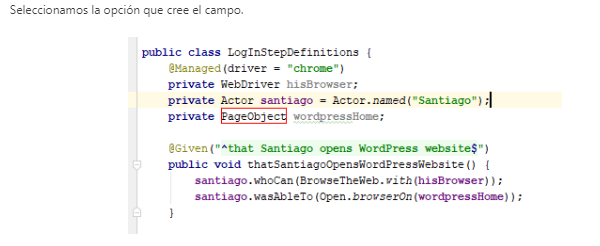 Seleccionamos la opción que cree el campo.
public class LogInStepDefinitions {
@Managed(driver = "chrome")
private WebDriver hisBrowser;
private Actor santiago = Actor.named("Santiago");
private PageObject wordpressHome;
@Given("^that Santiago opens WordPress website$")
public void thatSantiagoOpensWordPressWebsite() {
santiago.whoCan(BrowseTheWeb.with(hisBrowser));
santiago.wasAbleTo(Open.browserOn(wordpressHome));
}